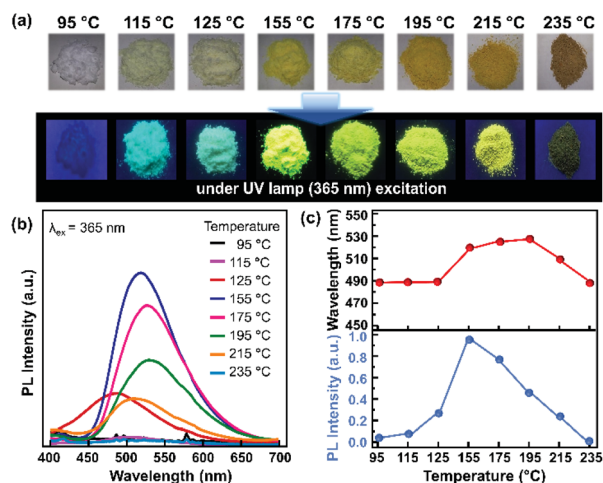 (a)
95 °C 115 °C 125 °C 155 °C 175 °C 195 °C 215 °C 235 °C
under UV lamp (365 nm) excitation
(b)
λex = 365 nm
Temperature
95 °C
115 °C
125 °C
155 °C
175 °C
195 °C
215 °C
235 °C
PL Intensity (a.u.)
400 450 500 550 600 650 700
Wavelength (nm)
(c)
Wavelength (nm)
550
530
510
490
470
450
PL Intensity (a.u.)
1.0
0.8
0.6
0.4
0.2
0.0
95 115 135 155 175 195 215 235
Temperature (°C)